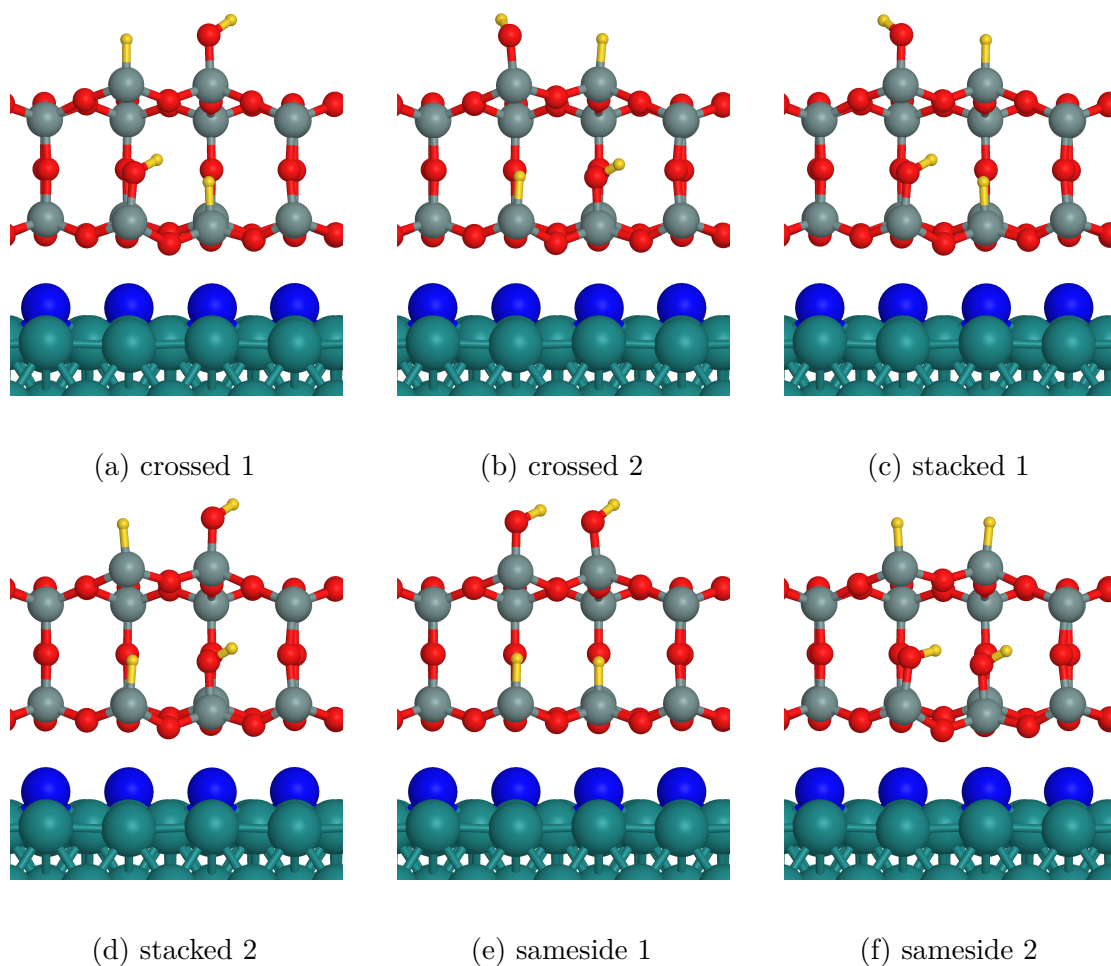 (a) crossed 1
(b) crossed 2
(c) stacked 1
(d) stacked 2
(e) sameside 1
(f) sameside 2